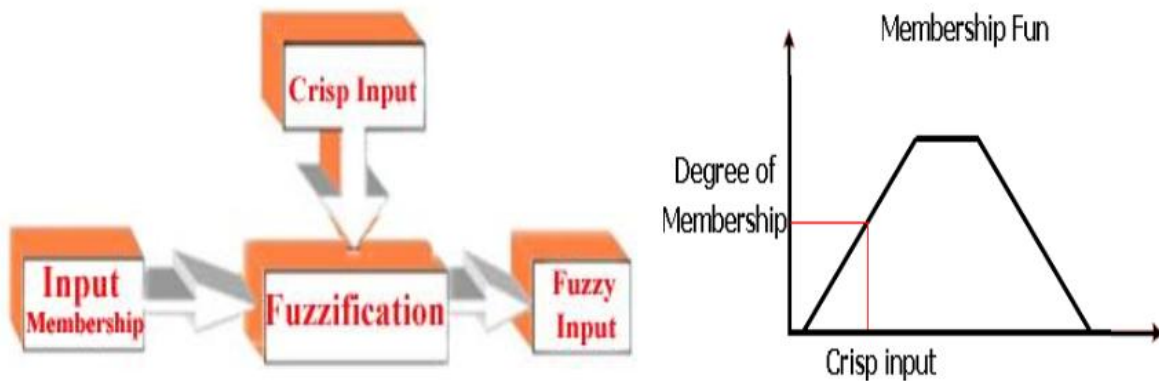 Crisp Input
Input
Membership
Fuzzification
Fuzzy
Input
Membership Fun
Degree of
Membership
Crisp input